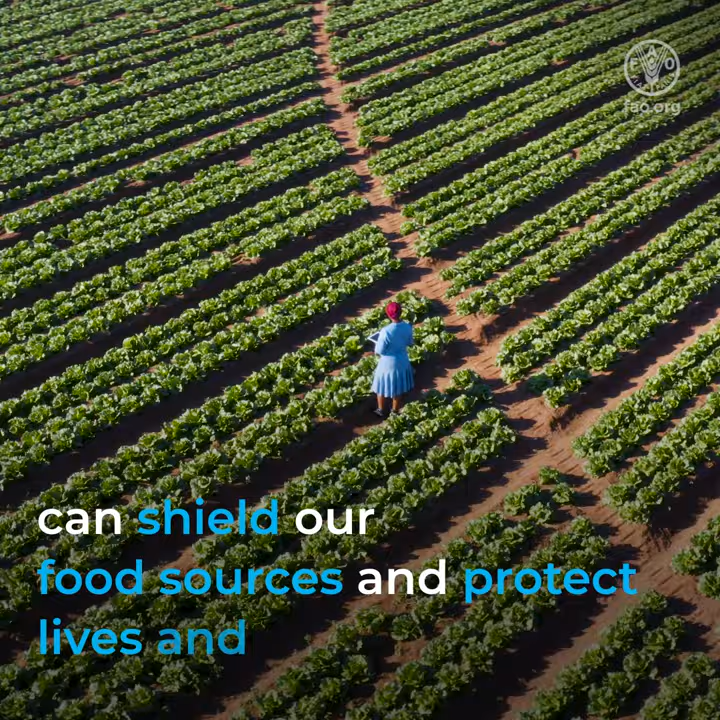 F A O
fao.org
can shield our
food sources and protect
lives and